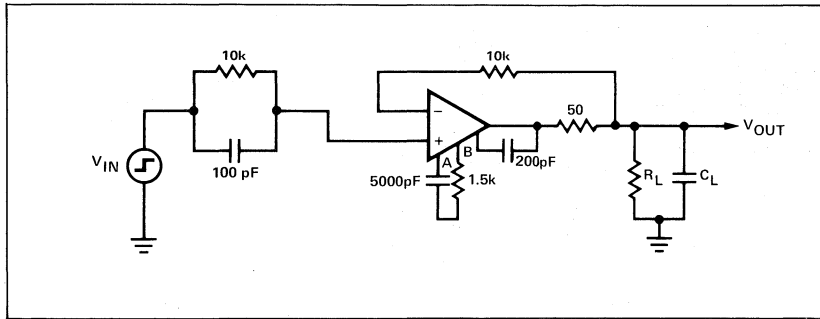 10k
100 pF
V_IN
10k
−
+
A
B
5000pF
1.5k
200pF
50
R_L
C_L
V_OUT